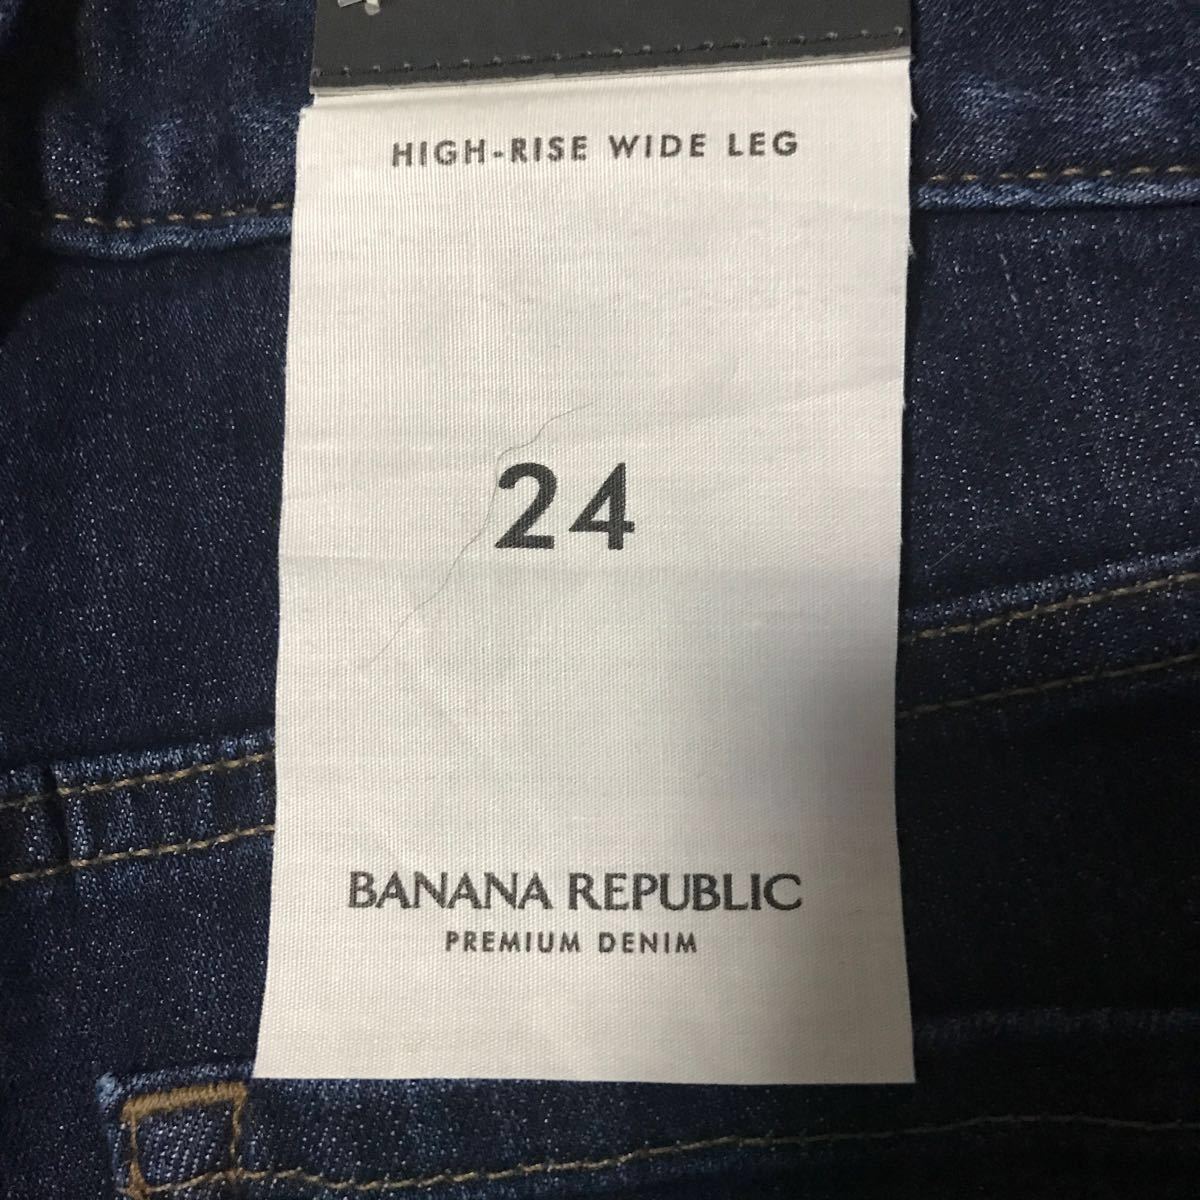 HIGH-RISE WIDE LEG
24
BANANA REPUBLIC
PREMIUM DENIM